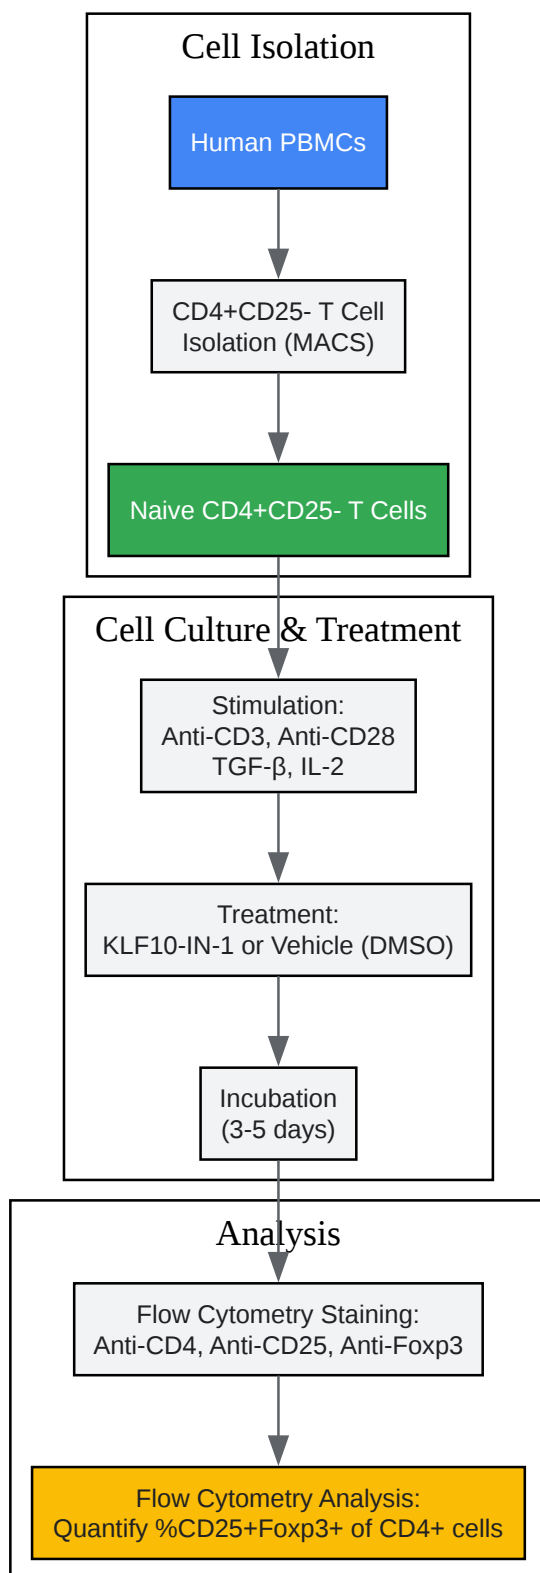 Cell Isolation
Human PBMCs
CD4+CD25- T Cell
Isolation (MACS)
Naive CD4+CD25- T Cells
Cell Culture & Treatment
Stimulation:
Anti-CD3, Anti-CD28
TGF-β, IL-2
Treatment:
KLF10-IN-1 or Vehicle (DMSO)
Incubation
(3-5 days)
Analysis
Flow Cytometry Staining:
Anti-CD4, Anti-CD25, Anti-Foxp3
Flow Cytometry Analysis:
Quantify %CD25+Foxp3+ of CD4+ cells